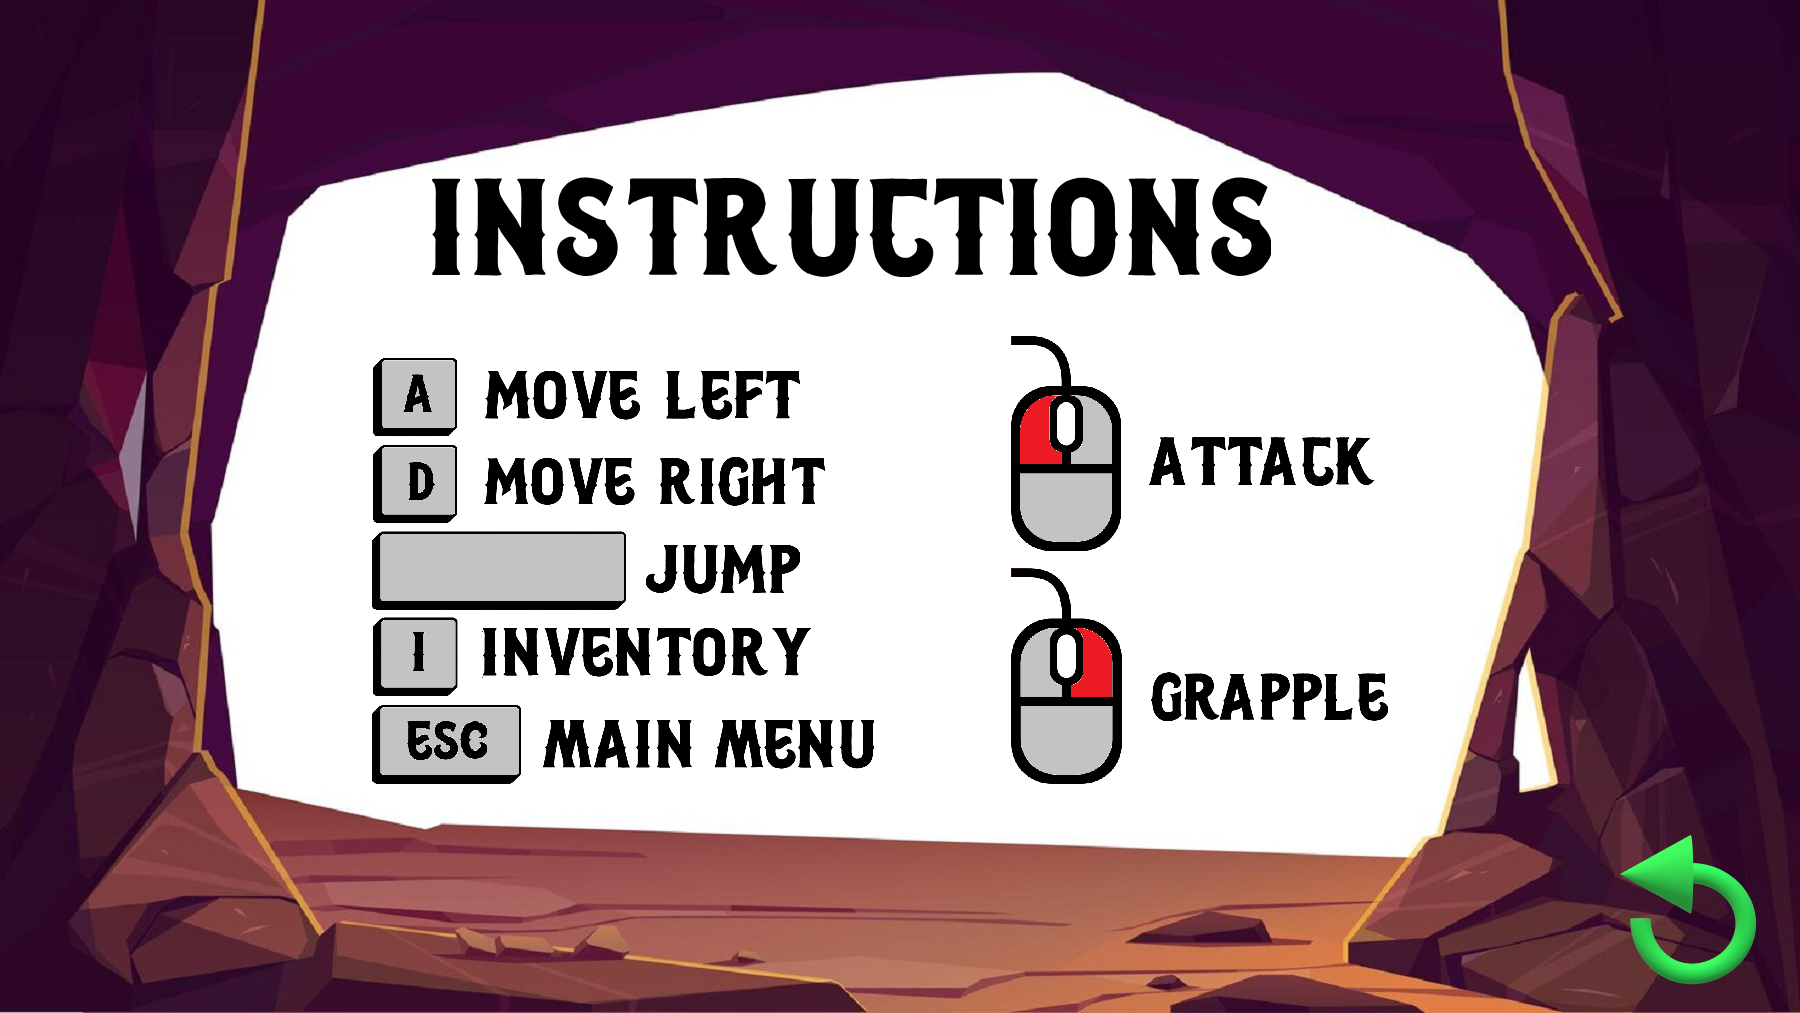 INSTRUCTIONS
A MOVE LEFT
D MOVE RIGHT
JUMP
I INVENTORY
ESC MAIN MENU
ATTACK
GRAPPLE